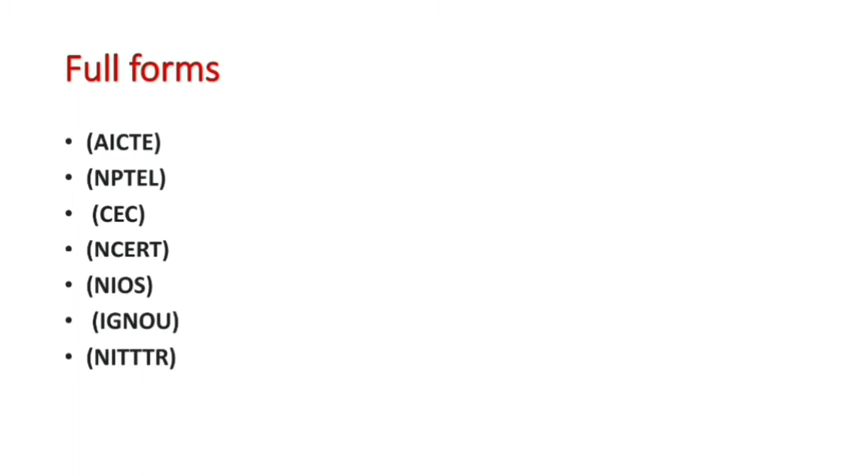 Full forms
• (AICTE)
• (NPTEL)
• (CEC)
• (NCERT)
• (NIOS)
• (IGNOU)
• (NITTTR)